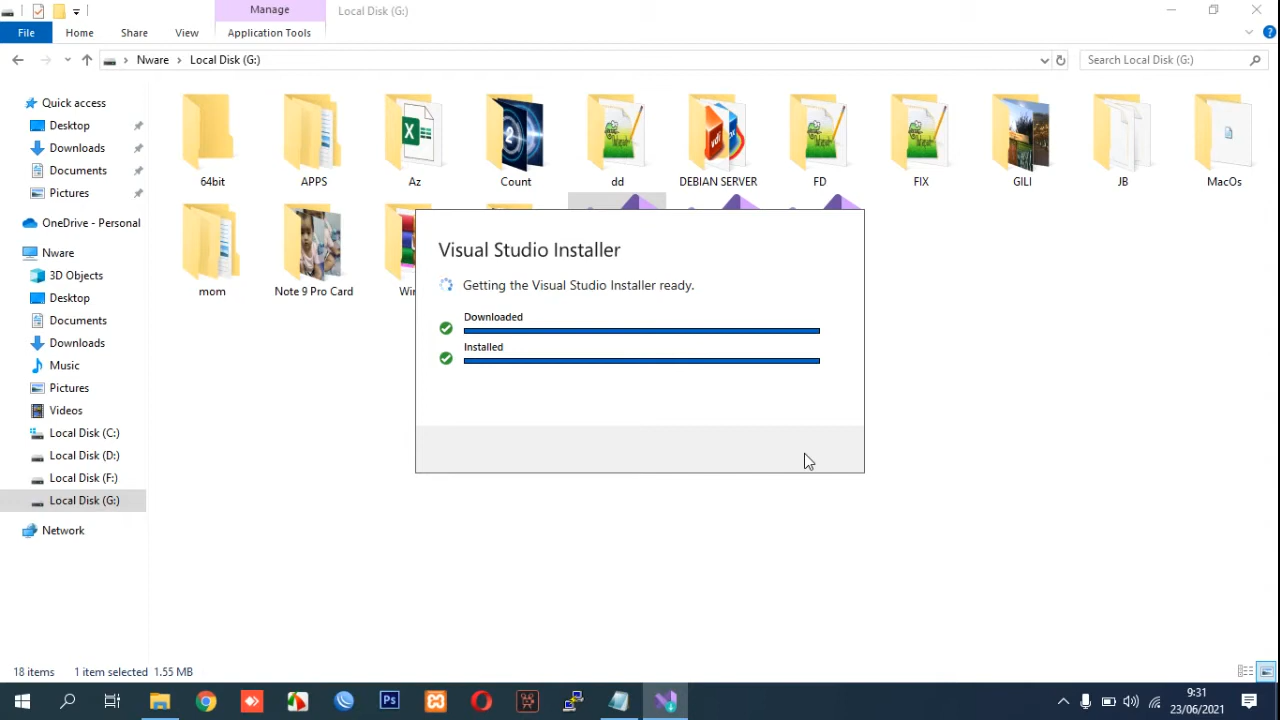 Manage
Local Disk (G:)
File
Home
Share
View
Application Tools
Nware
Local Disk (G:)
Search Local Disk (G:)
Quick access
Desktop
Downloads
Documents
Pictures
OneDrive - Personal
Nware
3D Objects
Desktop
Documents
Downloads
Music
Pictures
Videos
Local Disk (C:)
Local Disk (D:)
Local Disk (F:)
Local Disk (G:)
Network
64bit
APPS
Az
Count
dd
DEBIAN SERVER
FD
FIX
GILI
JB
MacOs
mom
Note 9 Pro Card
Visual Studio Installer
Getting the Visual Studio Installer ready.
Downloaded
Installed
18 items
1 item selected 1.55 MB
Ps
9:31
23/06/2021